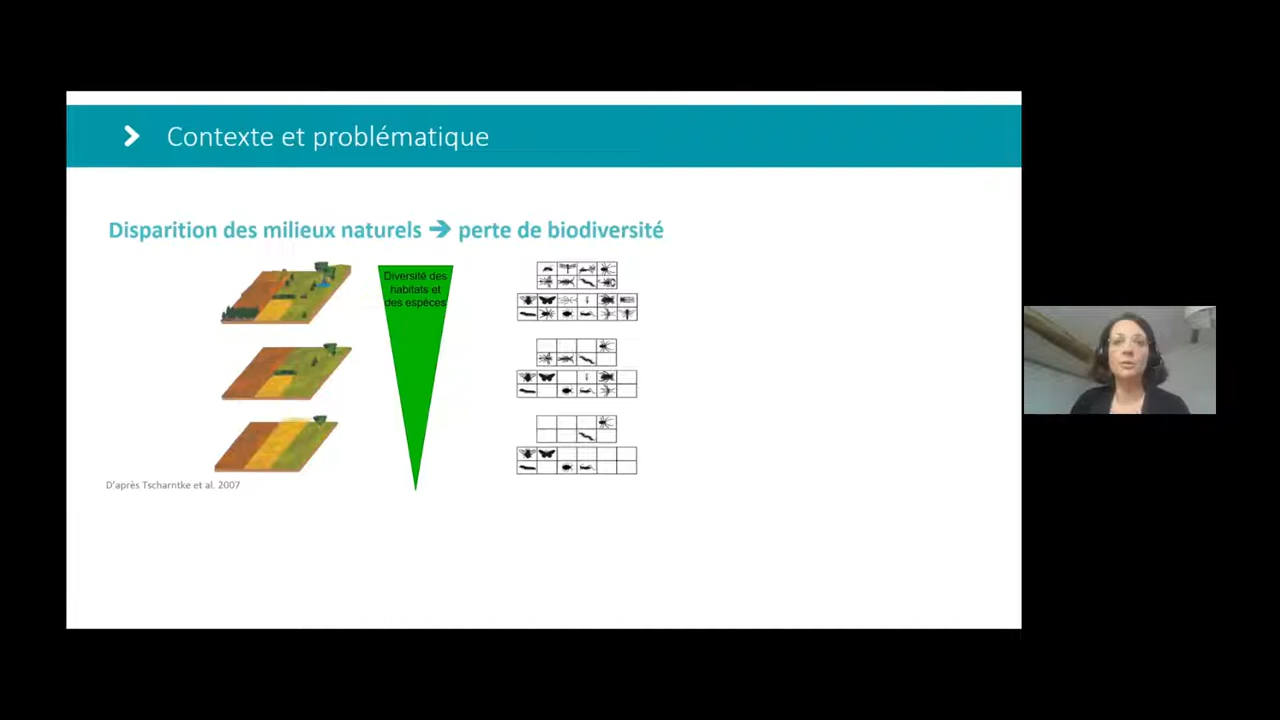 Contexte et problématique
Disparition des milieux naturels ➔ perte de biodiversité
Diversité des
habitats et
des espèces
D'après Tscharntke et al. 2007